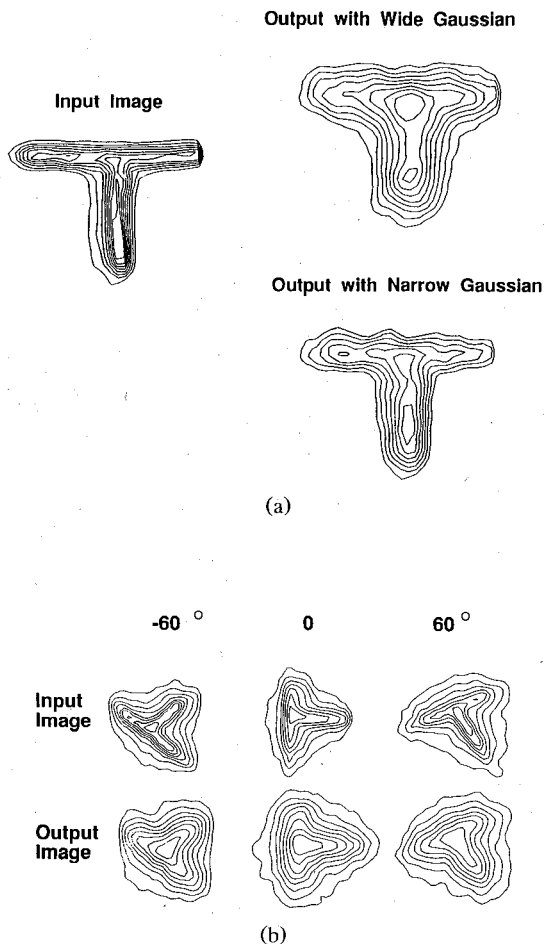 Output with Wide Gaussian
Input Image
Output with Narrow Gaussian
(a)
-60 O 0 60 O
Input
Image
Output
Image
(b)